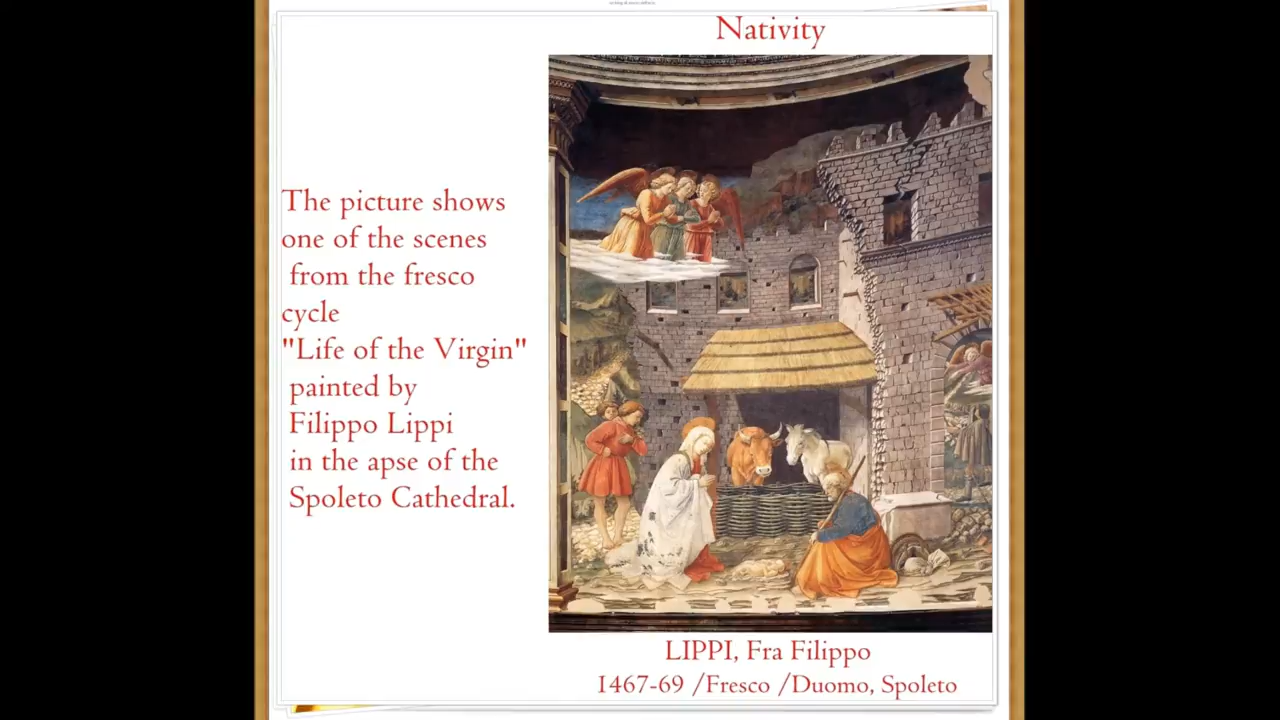 Nativity
The picture shows
one of the scenes
from the fresco
cycle
"Life of the Virgin"
painted by
Filippo Lippi
in the apse of the
Spoleto Cathedral.
LIPPI, Fra Filippo
1467-69 /Fresco /Duomo, Spoleto